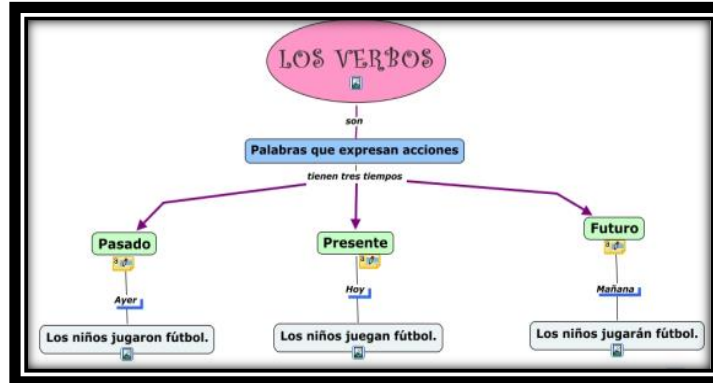 LOS VERBOS
son
Palabras que expresan acciones
tienen tres tiempos
Pasado
Presente
Futuro
Ayer
Hoy
Mañana
Los niños jugaron fútbol.
Los niños juegan fútbol.
Los niños jugarán fútbol.